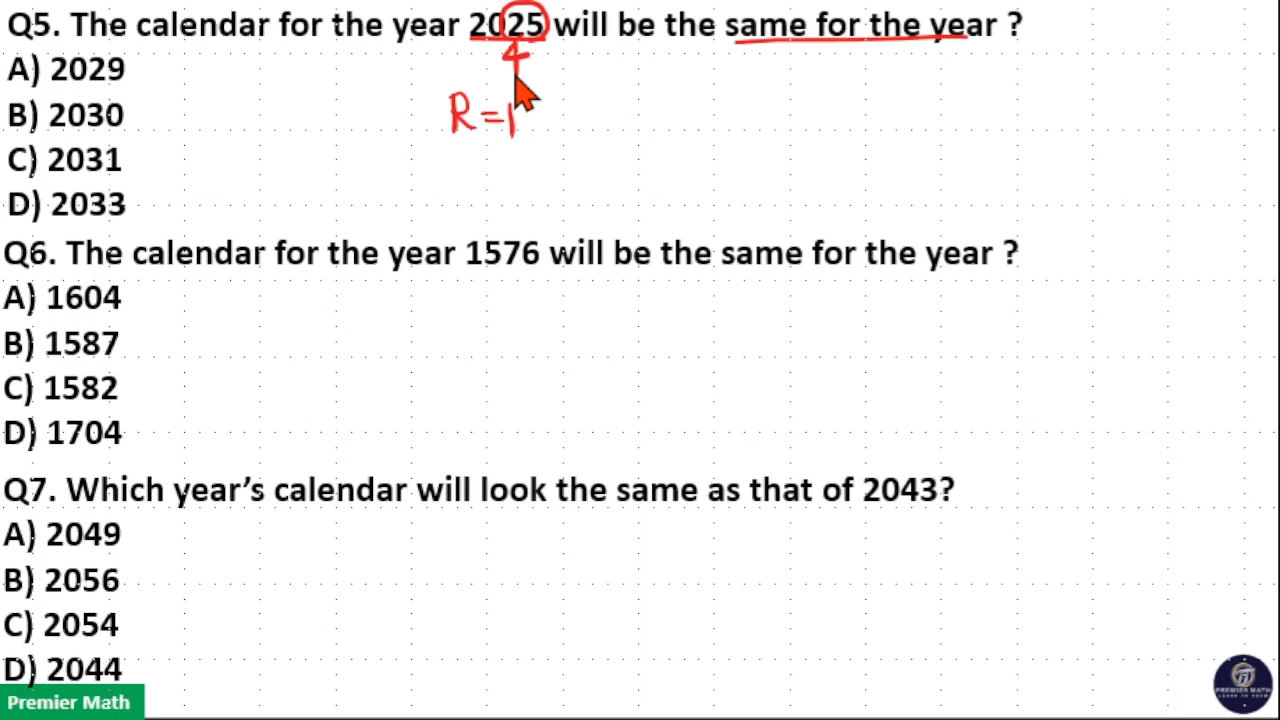 Q5. The calendar for the year 2025 will be the same for the year ?
4
A) 2029
R = 1
B) 2030
C) 2031
D) 2033
Q6. The calendar for the year 1576 will be the same for the year ?
A) 1604
B) 1587
C) 1582
D) 1704
Q7. Which year’s calendar will look the same as that of 2043?
A) 2049
B) 2056
C) 2054
D) 2044
Premier Math
PREMIER MATH